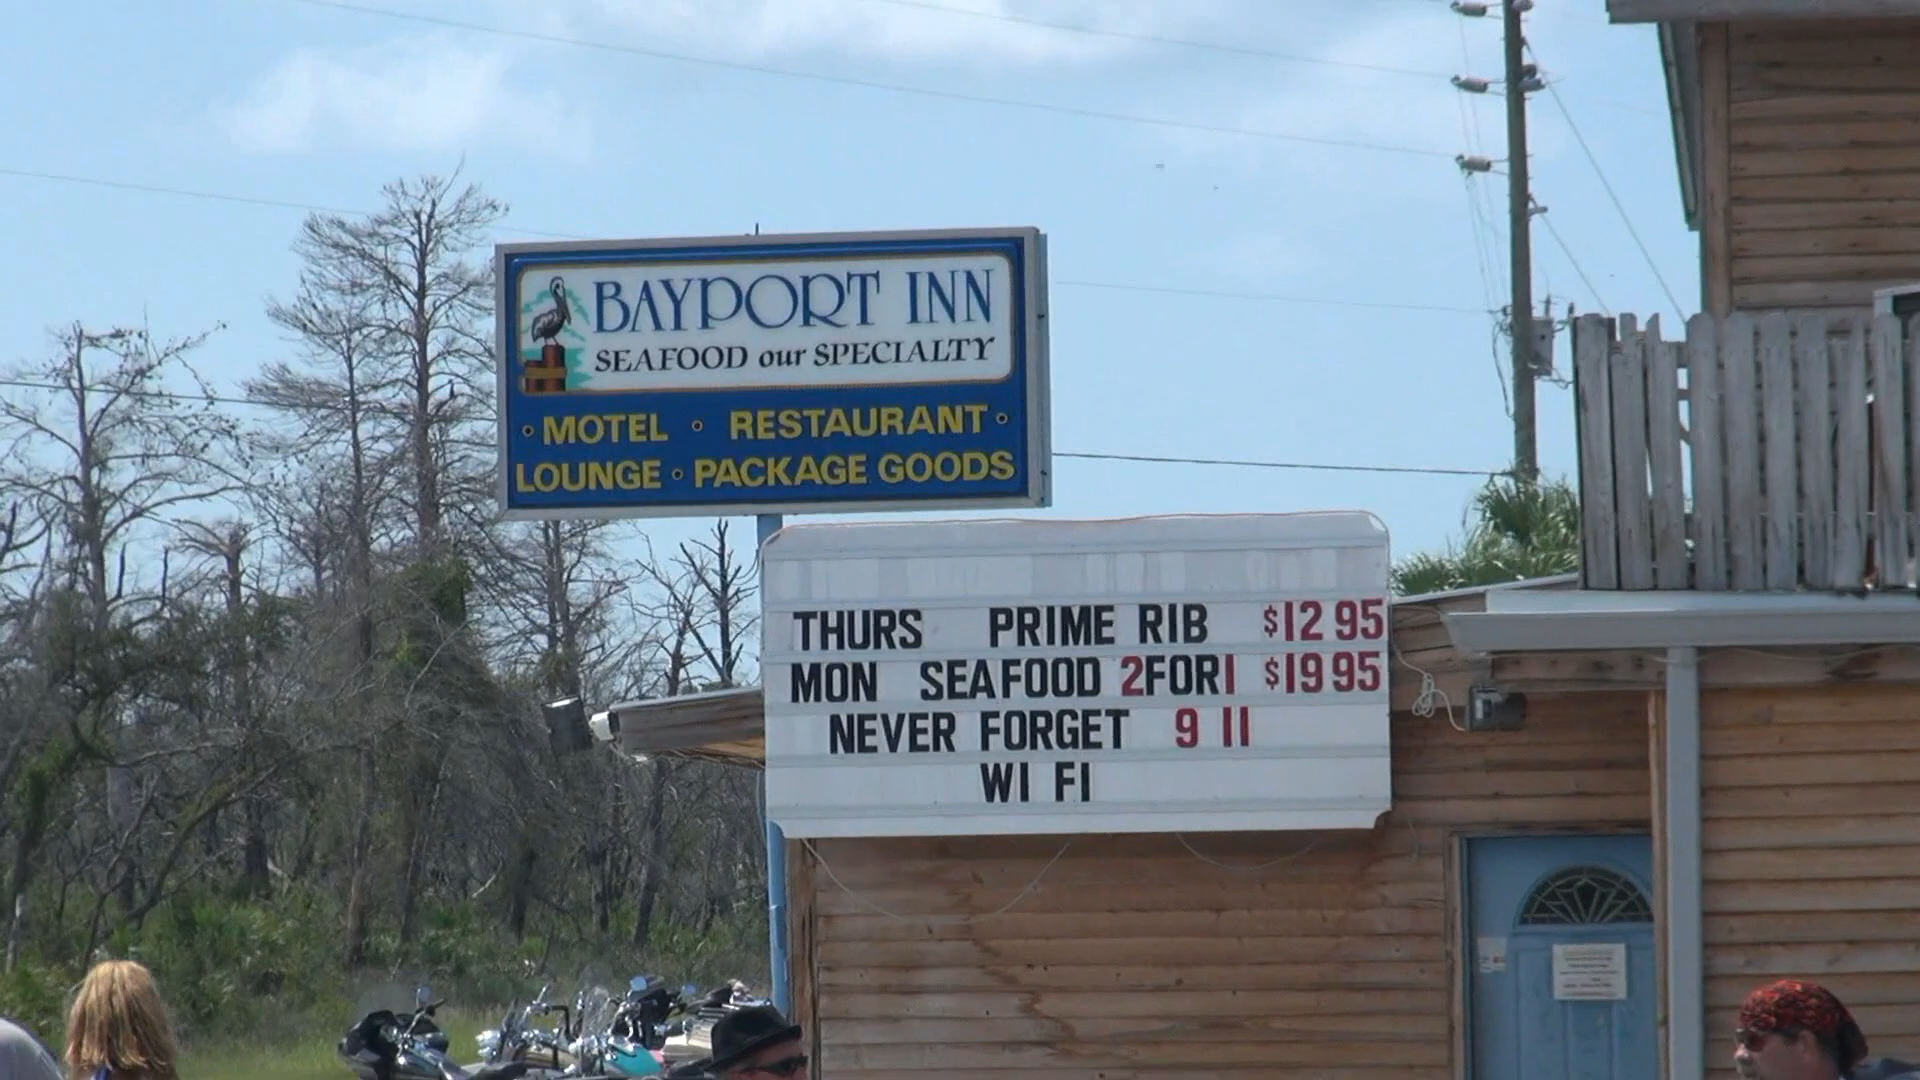 BAYPORT INN
SEAFOOD our SPECIALTY
• MOTEL • RESTAURANT •
LOUNGE • PACKAGE GOODS
THURS PRIME RIB $12 95
MON SEAFOOD 2FOR1 $19 95
NEVER FORGET 9 11
WI FI